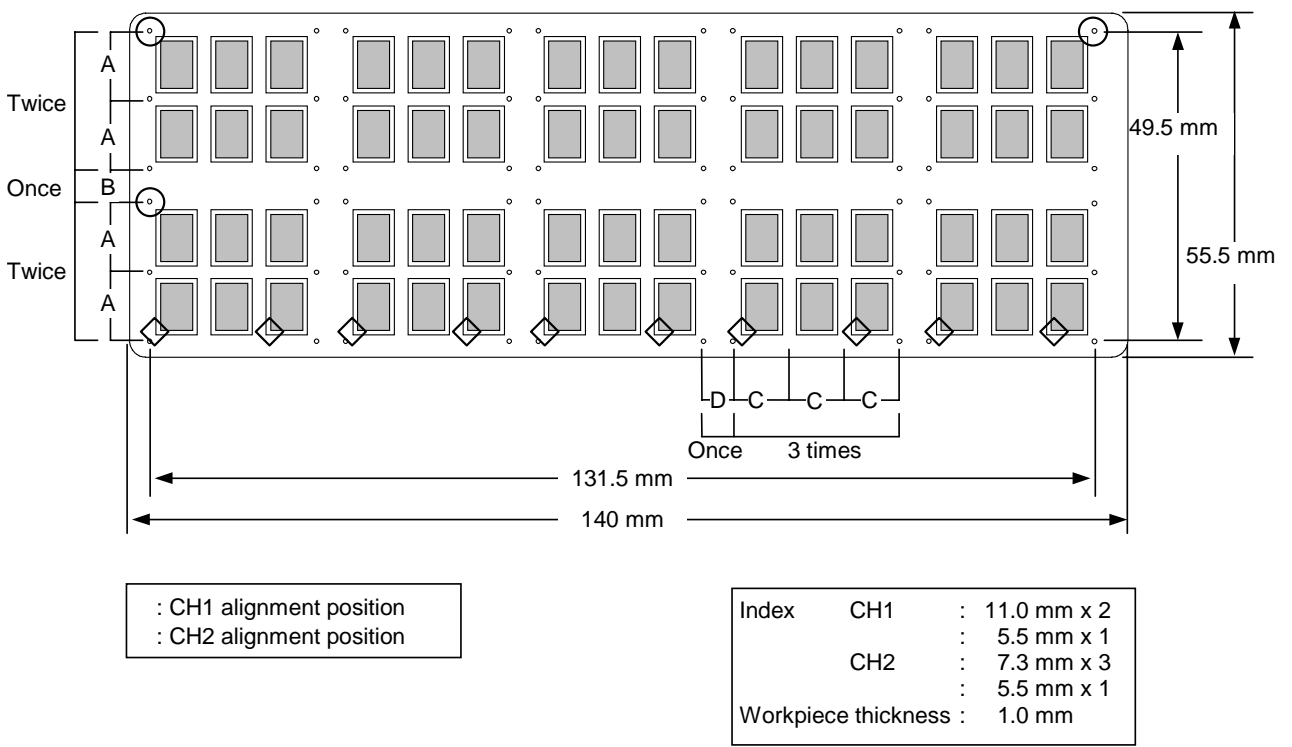 A
Twice
A
49.5 mm
Once
B
A
55.5 mm
Twice
A
D
C
C
C
Once
3 times
131.5 mm
140 mm
: CH1 alignment position
: CH2 alignment position
Index CH1 : 11.0 mm x 2
: 5.5 mm x 1
CH2 : 7.3 mm x 3
: 5.5 mm x 1
Workpiece thickness : 1.0 mm